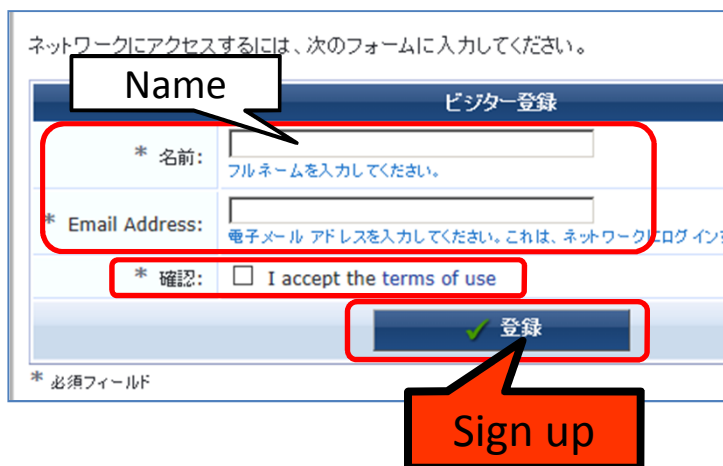 ネットワークにアクセスするには、次のフォームに入力してください。
Name
ビジター登録
* 名前:
フルネームを入力してください。
* Email Address:
電子メール アドレスを入力してください。これは、ネットワークにログイン
* 確認: I accept the terms of use
登録
* 必須フィールド
Sign up